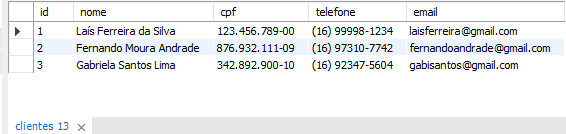 id nome cpf telefone email
1 Laís Ferreira da Silva 123.456.789-00 (16) 99998-1234 laisferreira@gmail.com
2 Fernando Moura Andrade 876.932.111-09 (16) 97310-7742 fernandoandrade@gmail.com
3 Gabriela Santos Lima 342.892.900-10 (16) 92347-5604 gabisantos@gmail.com
clientes 13